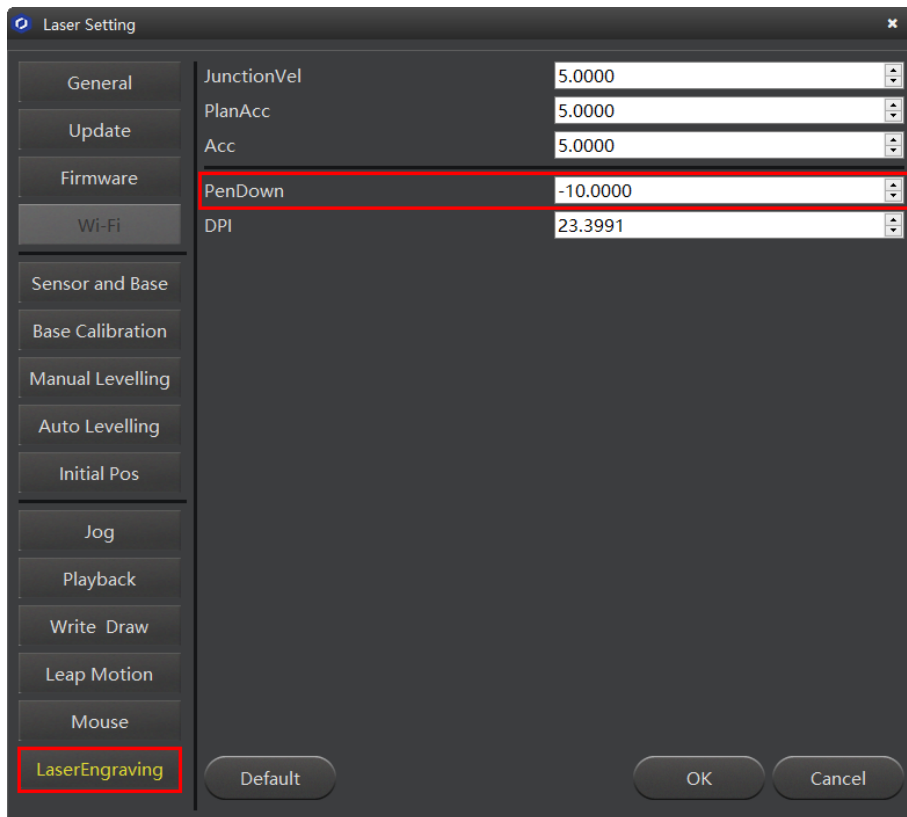 Laser Setting
General
Update
Firmware
Wi-Fi
Sensor and Base
Base Calibration
Manual Levelling
Auto Levelling
Initial Pos
Jog
Playback
Write Draw
Leap Motion
Mouse
LaserEngraving
JunctionVel 5.0000
PlanAcc 5.0000
Acc 5.0000
PenDown -10.0000
DPI 23.3991
Default OK Cancel